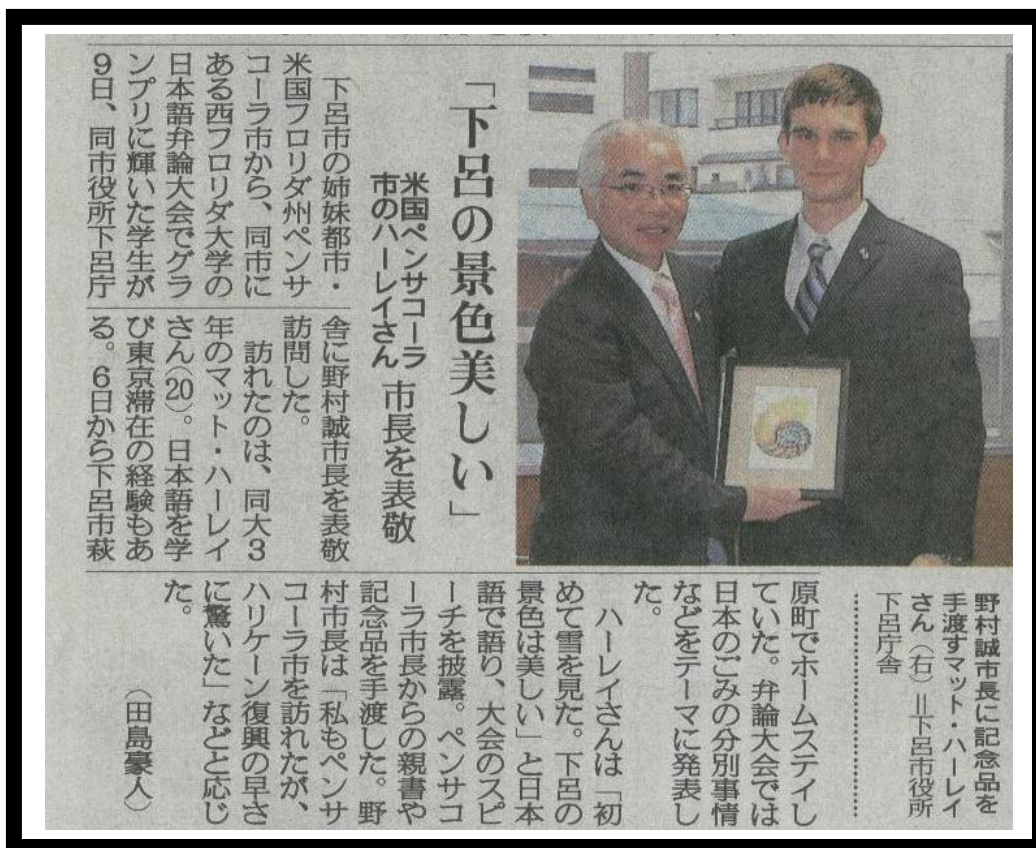 「下呂の景色美しい」
米国ペンサコーラ
市のハーレイさん
市長を表敬
下呂市の姉妹都市・
米国フロリダ州ペンサ
コーラ市から、同市に
ある西フロリダ大学の
日本語弁論大会でグラ
ンプリに輝いた学生が
9日、同市役所下呂庁
舎に野村誠市長を表敬
訪問した。
訪れたのは、同大3
年のマット・ハーレイ
さん(20)。日本語を学
び東京滞在の経験もあ
る。6日から下呂市萩
原町でホームステイし
ていた。弁論大会では
日本のごみの分別事情
などをテーマに発表し
た。
ハーレイさんは「初
めて雪を見た。下呂の
景色は美しい」と日本
語で語り、大会のスピ
ーチを披露。ペンサコ
ーラ市長からの親書や
記念品を手渡した。野
村市長は「私もペンサ
コーラ市を訪れたが、
ハリケーン復興の早さ
に驚いた」などと応じ
た。
(田島豪人)
野村誠市長に記念品を
手渡すマット・ハーレイ
さん(右)=下呂市役所
下呂庁舎